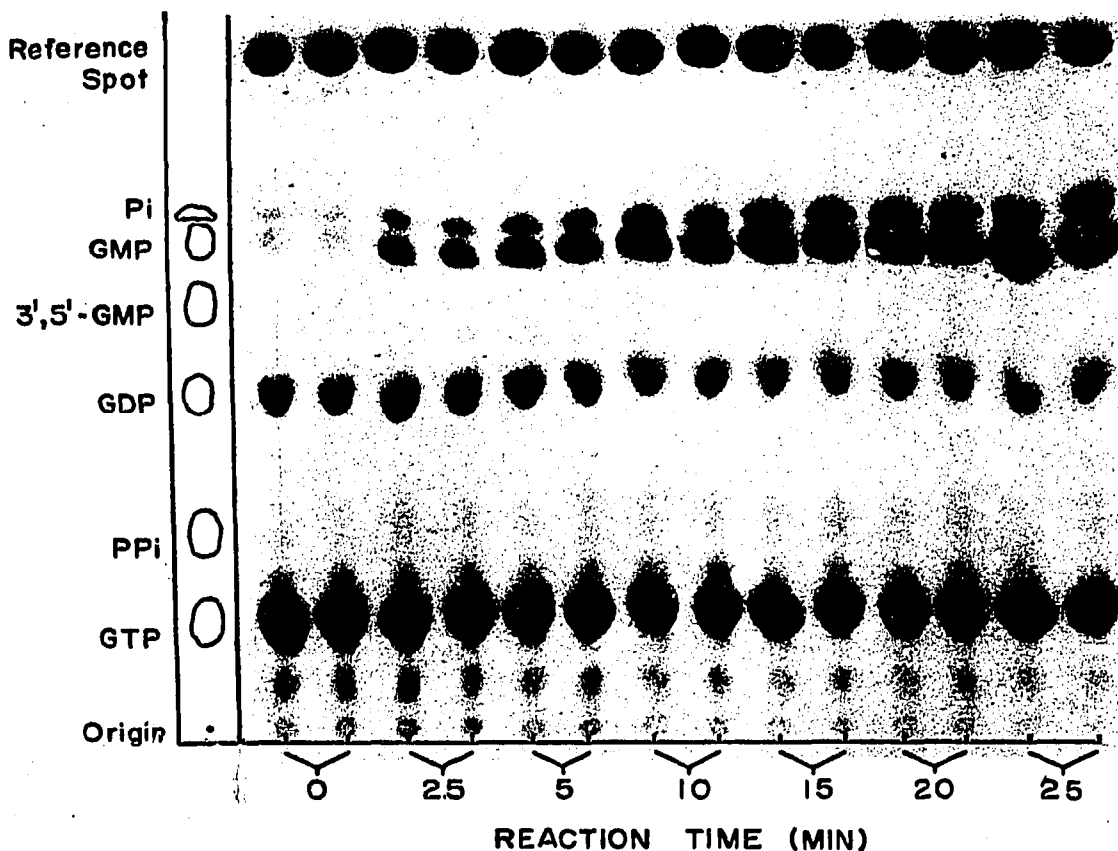 Reference
Spot
Pi
GMP
3',5'-GMP
GDP
PPi
GTP
Origin
0 2.5 5 10 15 20 25
REACTION TIME (MIN)